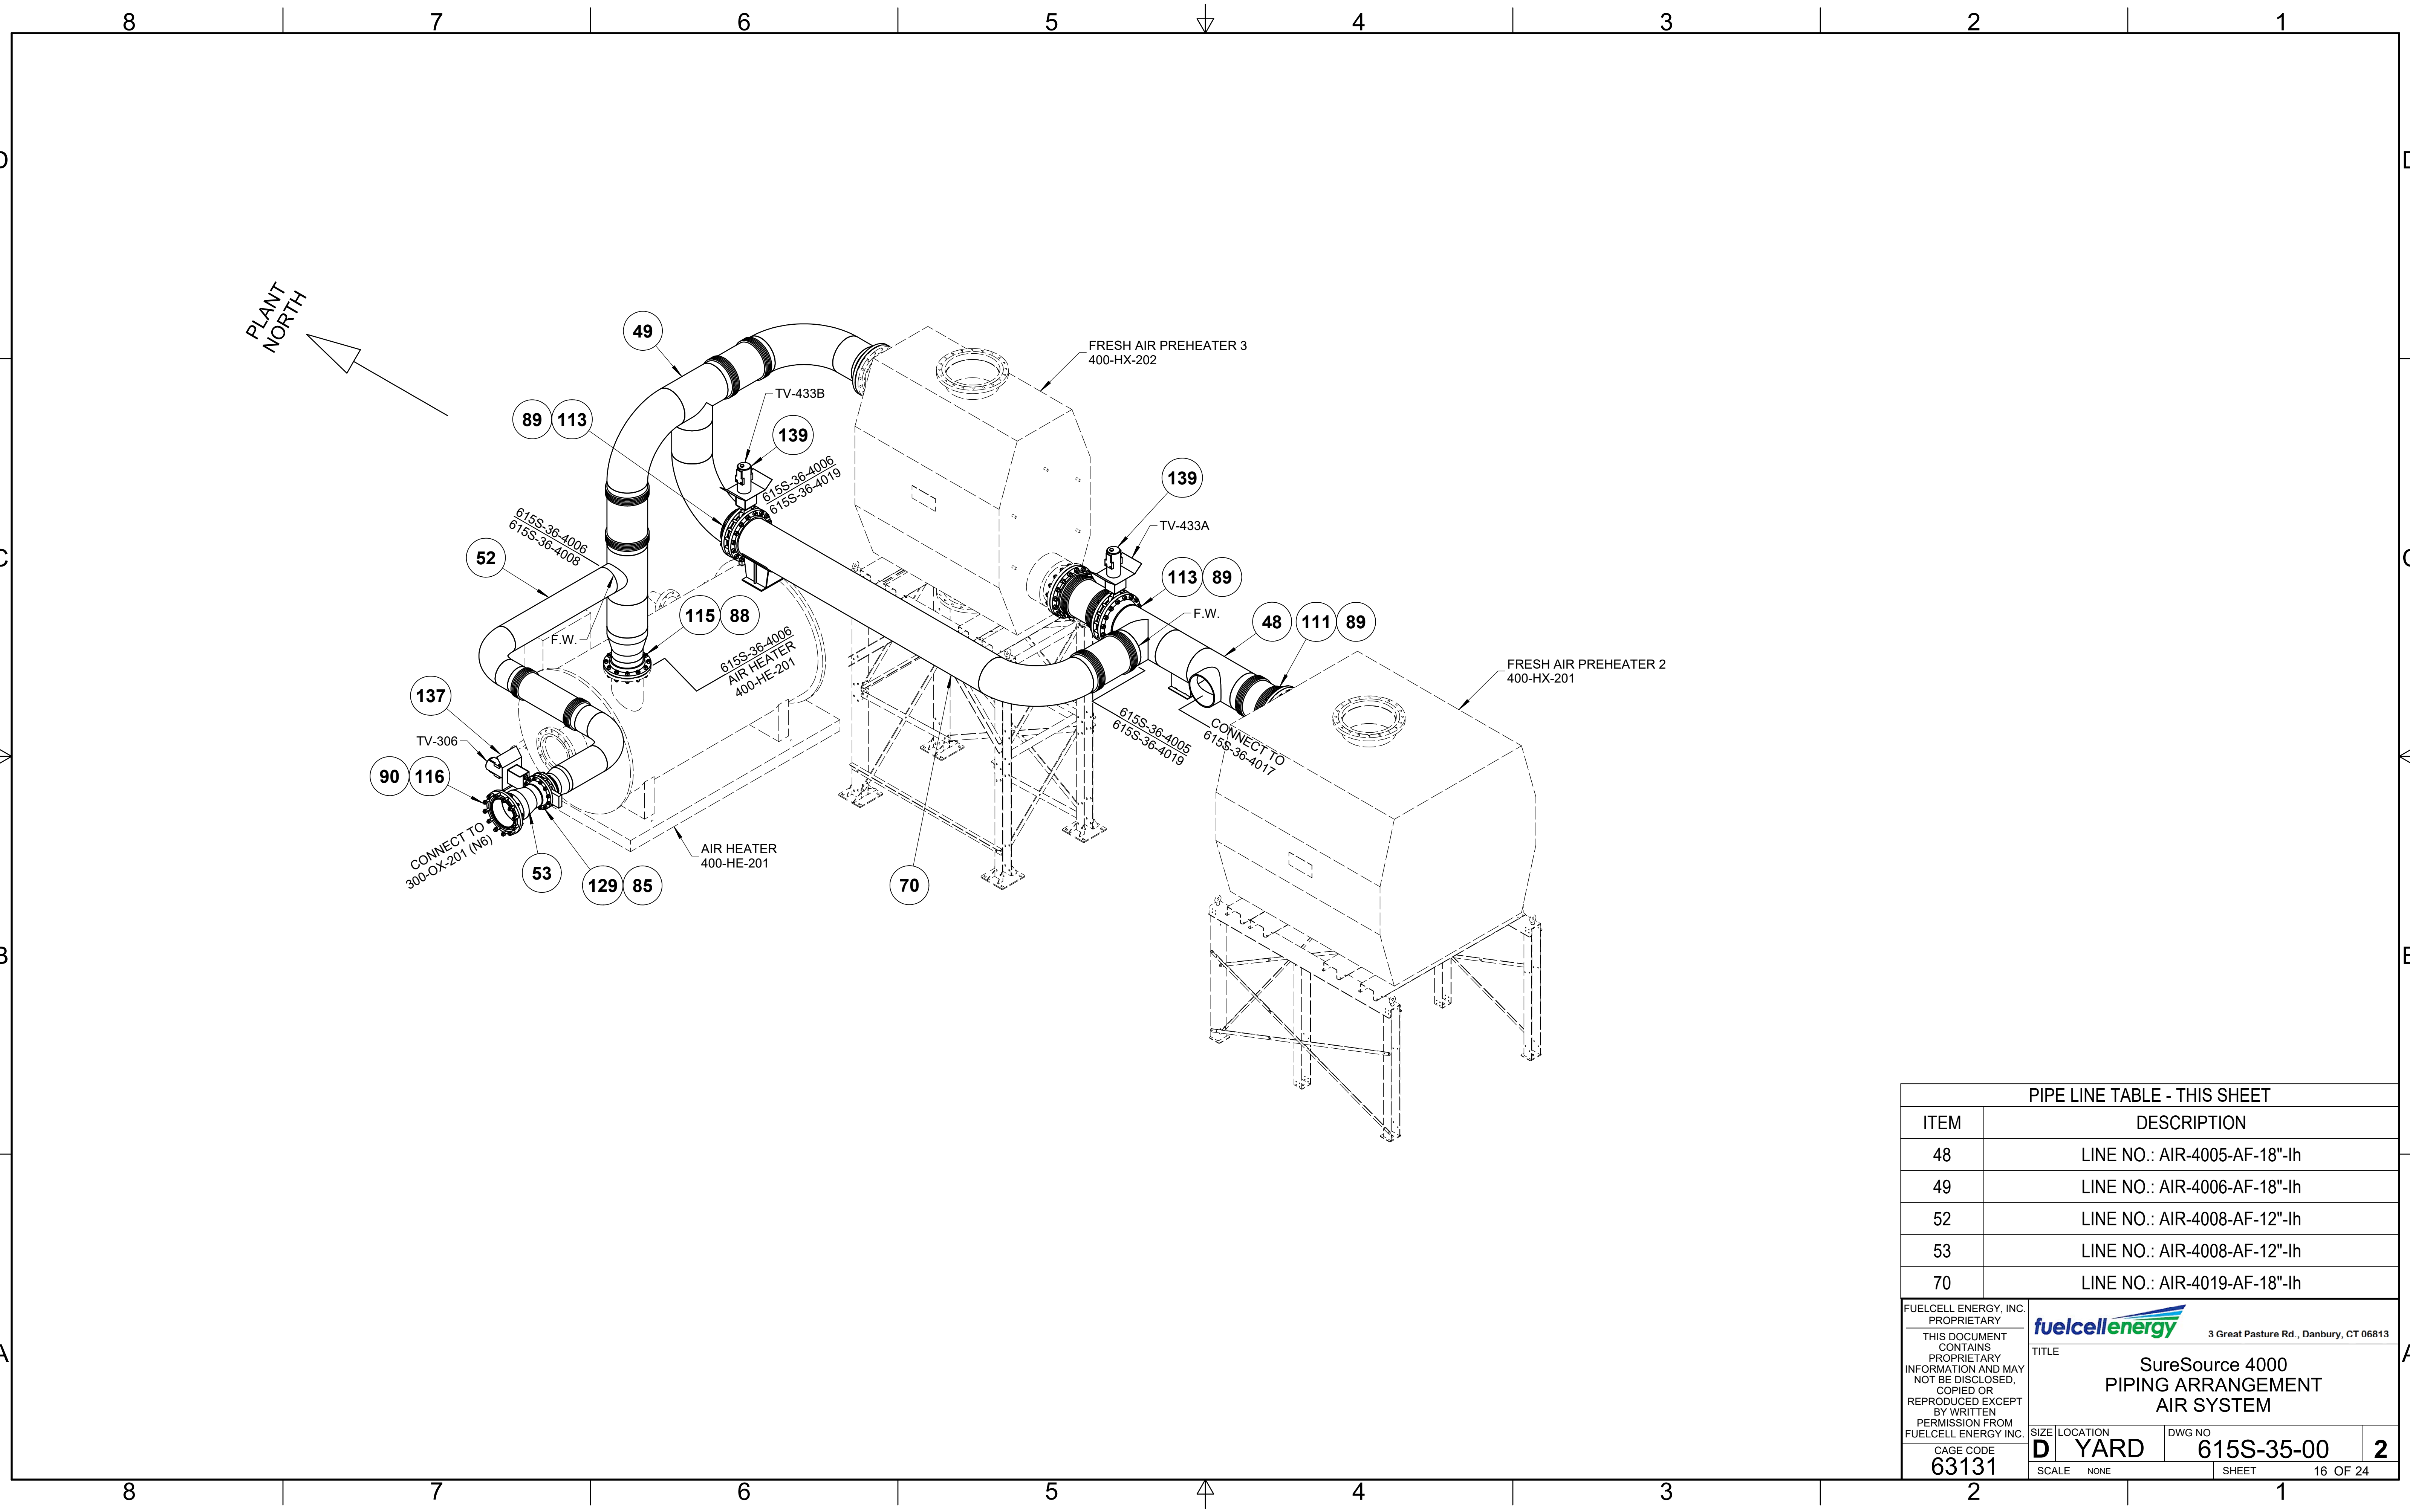 8 7 6 5 4 3 2 1
D
D
PLANT
NORTH
49
FRESH AIR PREHEATER 3
400-HX-202
TV-433B
89 113
139
615S-36-4006
615S-36-4019
139
615S-36-4006
615S-36-4008
TV-433A
52
C
C
113 89
F.W.
115 88
48 111 89
F.W.
615S-36-4006
AIR HEATER
400-HE-201
FRESH AIR PREHEATER 2
400-HX-201
137
615S-36-4005
615S-36-4019
CONNECT TO
615S-36-4017
TV-306
90 116
CONNECT TO
300-OX-201 (N6)
AIR HEATER
400-HE-201
53
129 85
70
B
B
PIPE LINE TABLE - THIS SHEET
ITEM DESCRIPTION
48 LINE NO.: AIR-4005-AF-18"-Ih
49 LINE NO.: AIR-4006-AF-18"-Ih
52 LINE NO.: AIR-4008-AF-12"-Ih
53 LINE NO.: AIR-4008-AF-12"-Ih
70 LINE NO.: AIR-4019-AF-18"-Ih
FUELCELL ENERGY, INC.
PROPRIETARY
THIS DOCUMENT
CONTAINS
PROPRIETARY
INFORMATION AND MAY
NOT BE DISCLOSED,
COPIED OR
REPRODUCED EXCEPT
BY WRITTEN
PERMISSION FROM
FUELCELL ENERGY INC.
CAGE CODE
63131
fuelcellenergy
3 Great Pasture Rd., Danbury, CT 06813
TITLE
SureSource 4000
PIPING ARRANGEMENT
AIR SYSTEM
SIZE LOCATION DWG NO
D YARD 615S-35-00 2
SCALE NONE SHEET 16 OF 24
A
A
8 7 6 5 4 3 2 1